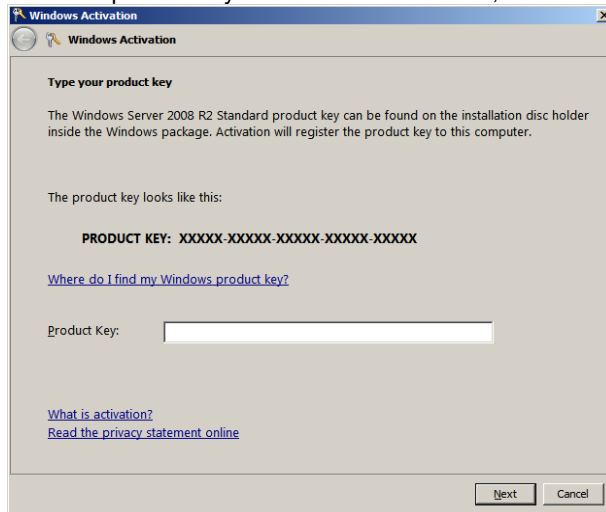 Windows Activation
Windows Activation
Type your product key
The Windows Server 2008 R2 Standard product key can be found on the installation disc holder
inside the Windows package. Activation will register the product key to this computer.
The product key looks like this:
PRODUCT KEY: XXXXX-XXXXX-XXXXX-XXXXX-XXXXX
Where do I find my Windows product key?
Product Key:
What is activation?
Read the privacy statement online
Next Cancel